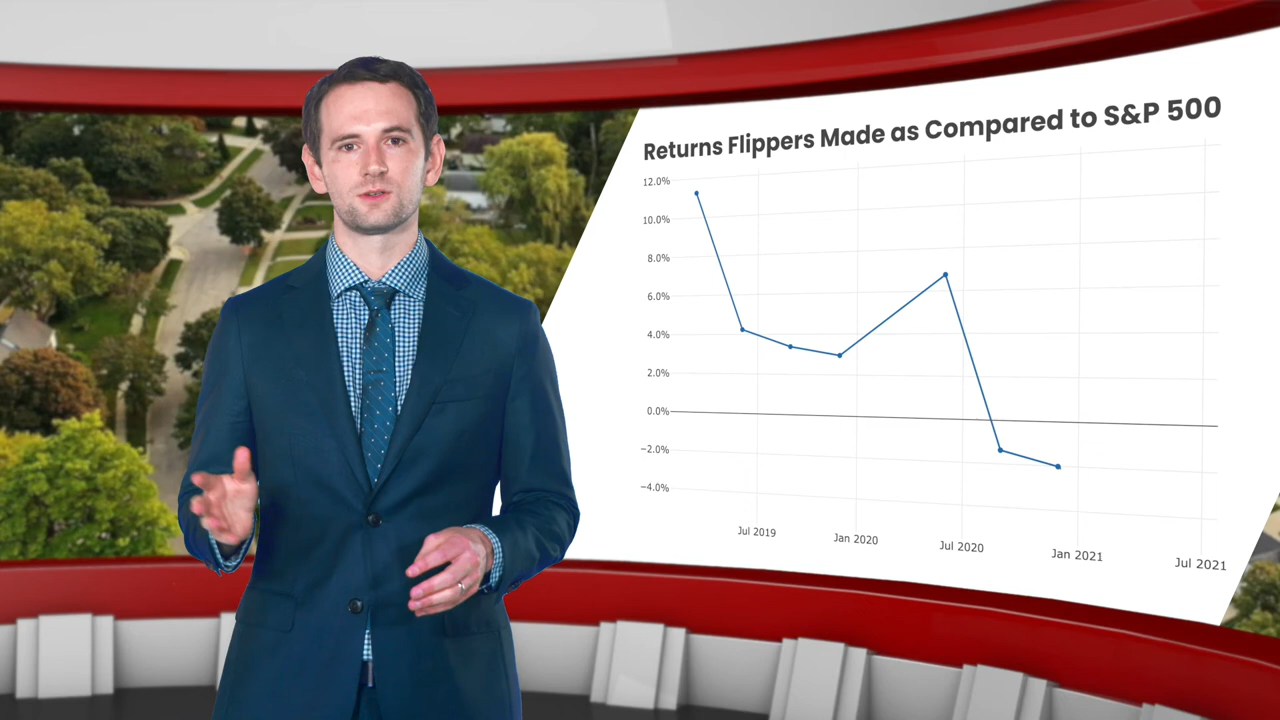 Returns Flippers Made as Compared to S&P 500
12.0%
10.0%
8.0%
6.0%
4.0%
2.0%
0.0%
−2.0%
−4.0%
Jul 2019
Jan 2020
Jul 2020
Jan 2021
Jul 2021